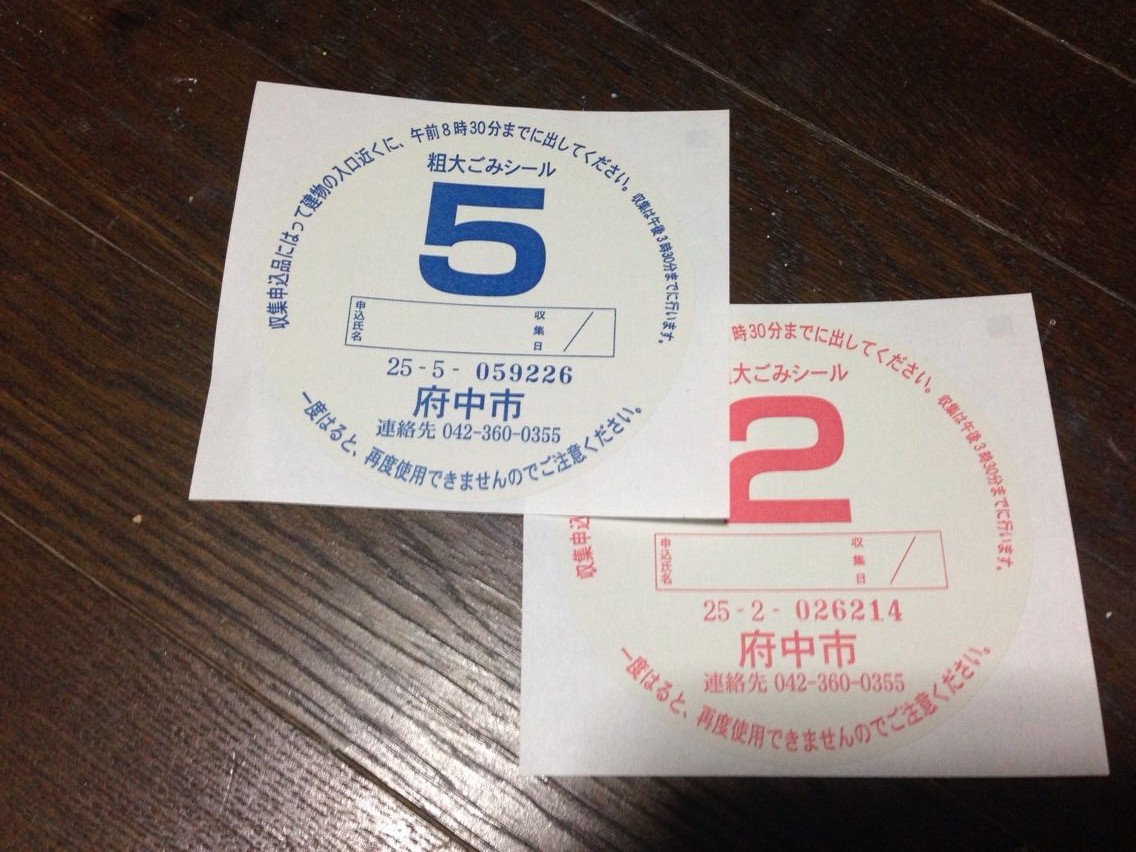 収集申込品にはって建物の入口近くに、午前8時30分までに出してください。
収集は午後3時30分までに行います。
粗大ごみシール
5
申込氏名
収集日 /
25-5- 059226
府中市
連絡先 042-360-0355
一度はると、再度使用できませんのでご注意ください。
収集申込
時30分までに出してください。
収集は午後3時30分までに行います。
大ごみシール
2
申込氏名
収集日 /
25-2- 026214
府中市
連絡先 042-360-0355
一度はると、再度使用できませんのでご注意ください。